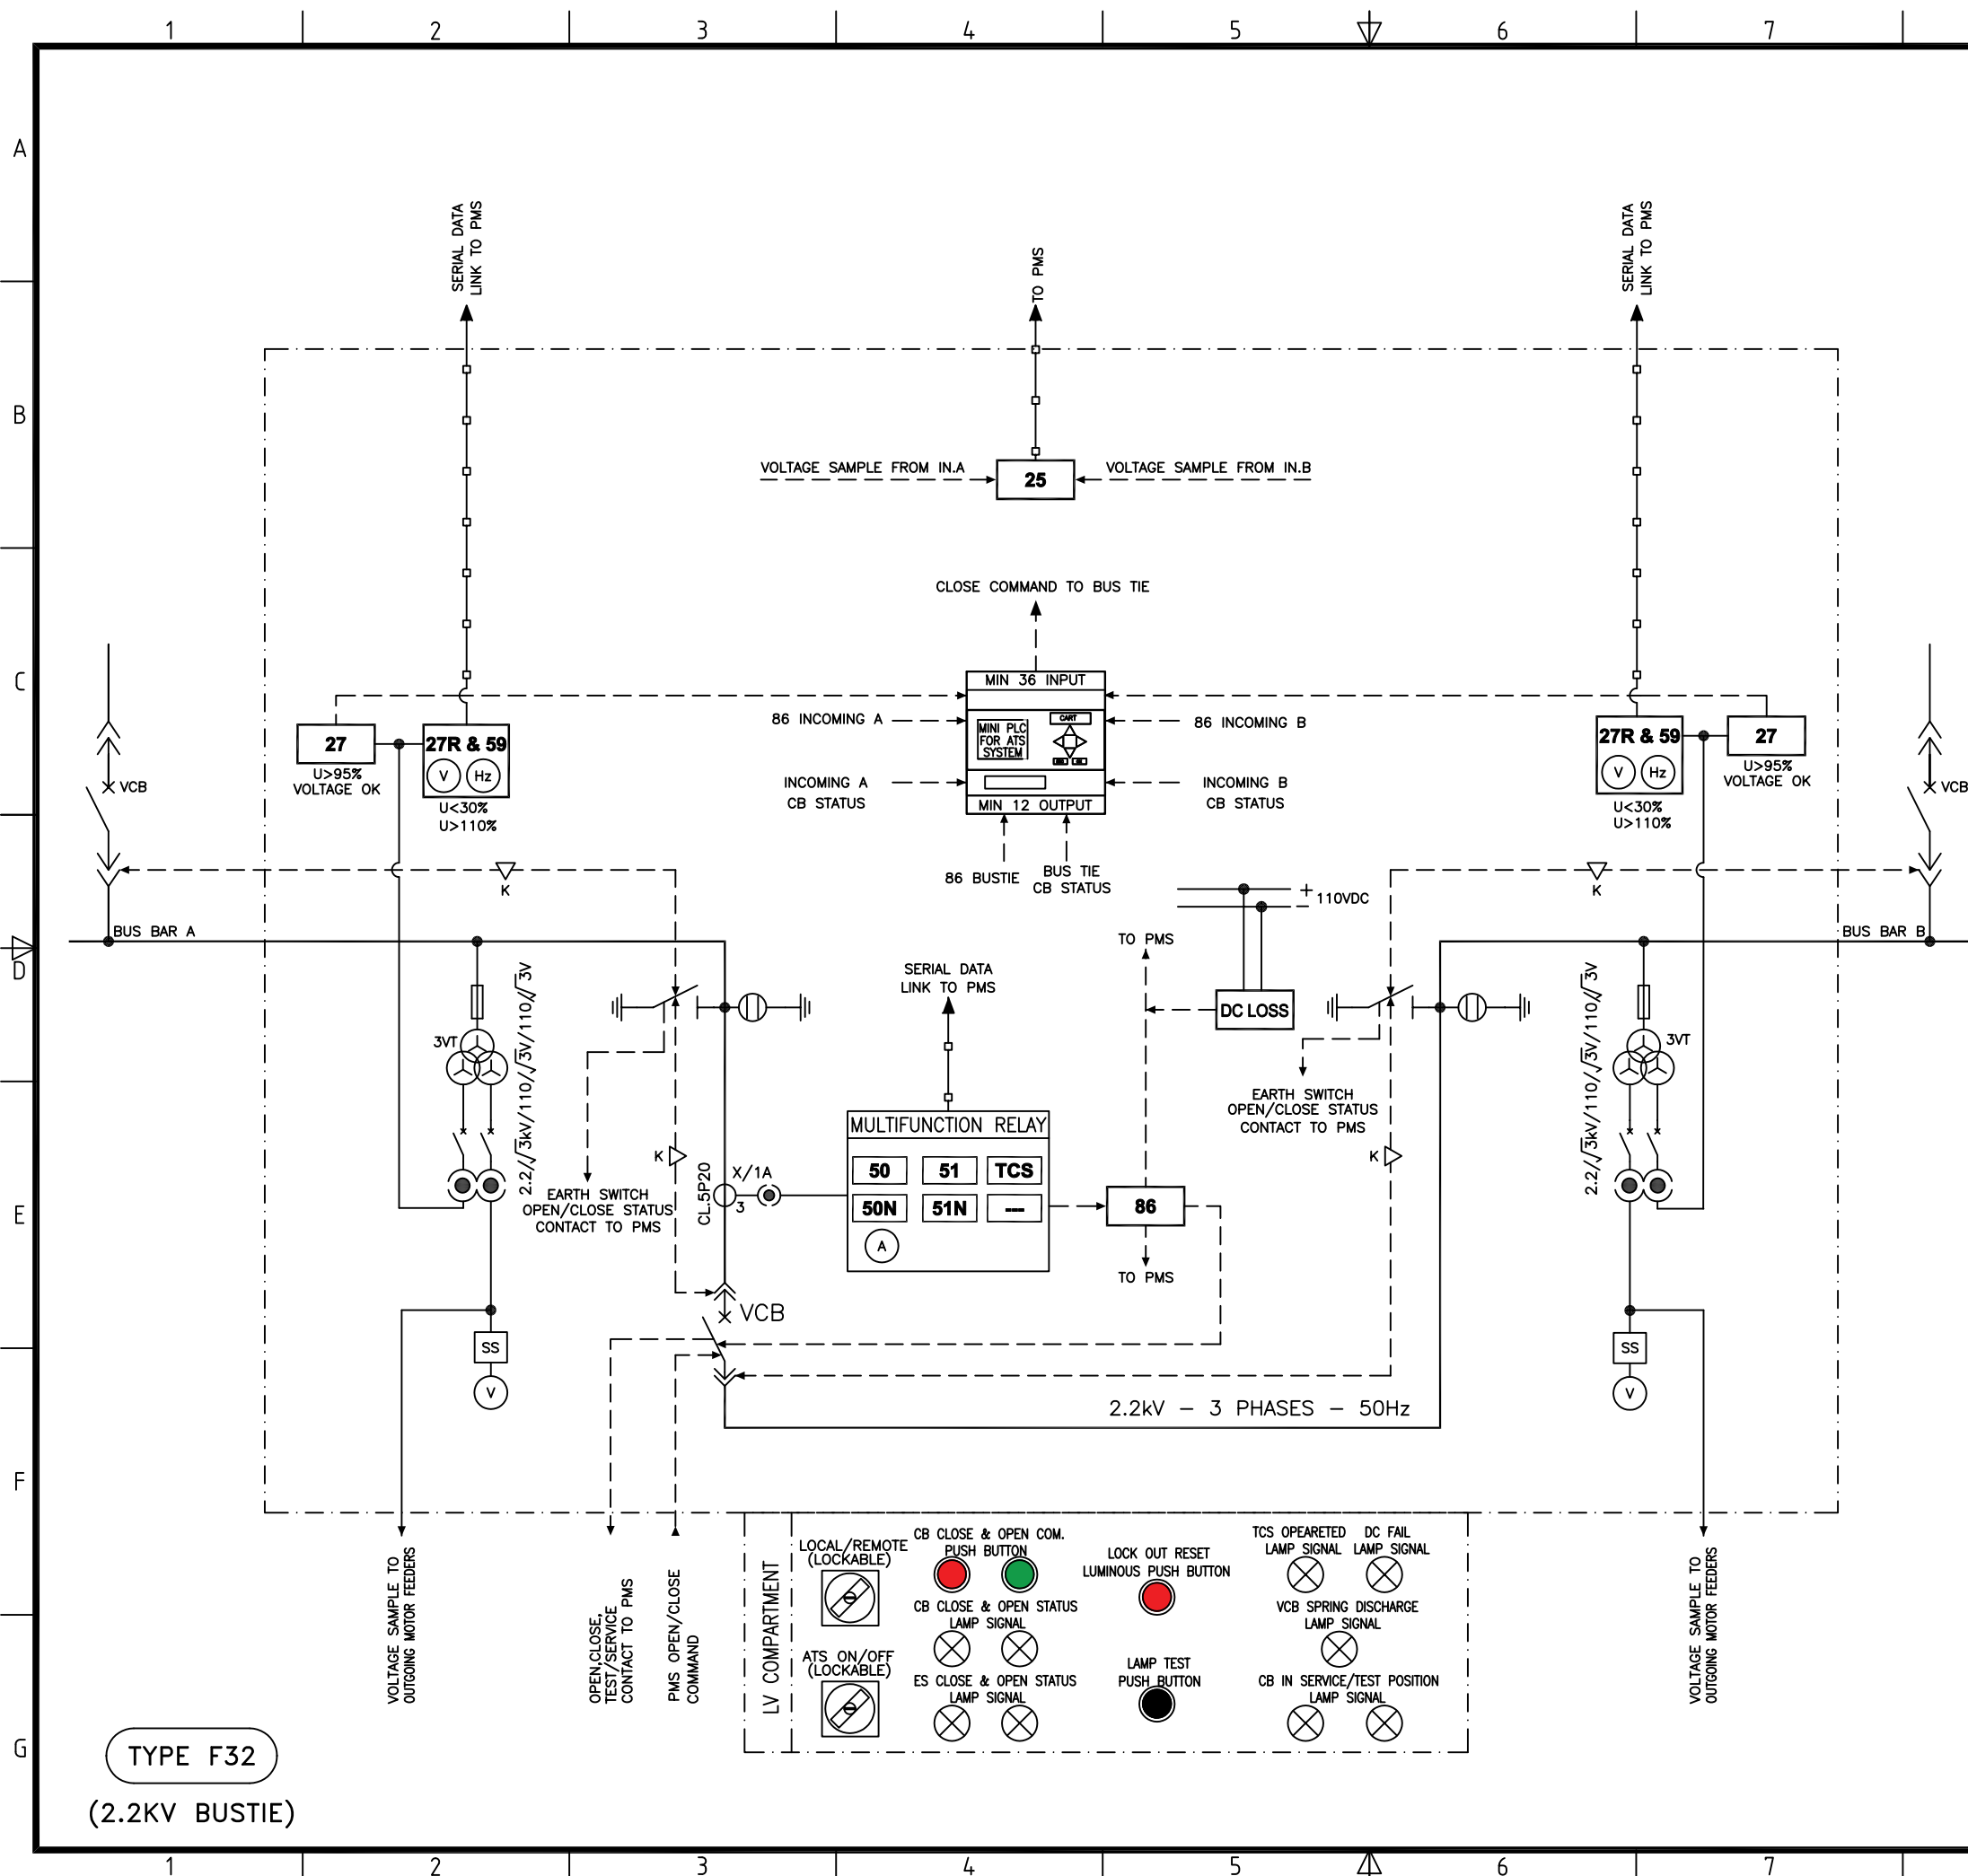 1 2 3 4 5 6 7
A
B
C
D
E
F
G
SERIAL DATA
LINK TO PMS
TO PMS
SERIAL DATA
LINK TO PMS
VOLTAGE SAMPLE FROM IN.A
25
VOLTAGE SAMPLE FROM IN.B
CLOSE COMMAND TO BUS TIE
MIN 36 INPUT
86 INCOMING A
CART
MINI PLC
FOR ATS
SYSTEM
86 INCOMING B
INCOMING A
CB STATUS
INCOMING B
CB STATUS
MIN 12 OUTPUT
86 BUSTIE
BUS TIE
CB STATUS
VCB
27
U>95%
VOLTAGE OK
27R & 59
V Hz
U<30%
U>110%
27R & 59
V Hz
U<30%
U>110%
27
U>95%
VOLTAGE OK
VCB
K
K
+
−
110VDC
BUS BAR A
BUS BAR B
TO PMS
SERIAL DATA
LINK TO PMS
DC LOSS
3VT
2.2/√3kV/110/√3V/110/√3V
3VT
2.2/√3kV/110/√3V/110/√3V
EARTH SWITCH
OPEN/CLOSE STATUS
CONTACT TO PMS
EARTH SWITCH
OPEN/CLOSE STATUS
CONTACT TO PMS
K
K
CL.5P20
X/1A
3
MULTIFUNCTION RELAY
50 51 TCS
50N 51N ---
A
86
TO PMS
VCB
SS
V
SS
V
2.2kV − 3 PHASES − 50Hz
VOLTAGE SAMPLE TO
OUTGOING MOTOR FEEDERS
OPEN,CLOSE,
TEST/SERVICE
CONTACT TO PMS
PMS OPEN/CLOSE
COMMAND
LV COMPARTMENT
LOCAL/REMOTE
(LOCKABLE)
ATS ON/OFF
(LOCKABLE)
CB CLOSE & OPEN COM.
PUSH BUTTON
CB CLOSE & OPEN STATUS
LAMP SIGNAL
ES CLOSE & OPEN STATUS
LAMP SIGNAL
LOCK OUT RESET
LUMINOUS PUSH BUTTON
LAMP TEST
PUSH BUTTON
TCS OPEARETED
LAMP SIGNAL
DC FAIL
LAMP SIGNAL
VCB SPRING DISCHARGE
LAMP SIGNAL
CB IN SERVICE/TEST POSITION
LAMP SIGNAL
VOLTAGE SAMPLE TO
OUTGOING MOTOR FEEDERS
TYPE F32
(2.2KV BUSTIE)
1 2 3 4 5 6 7